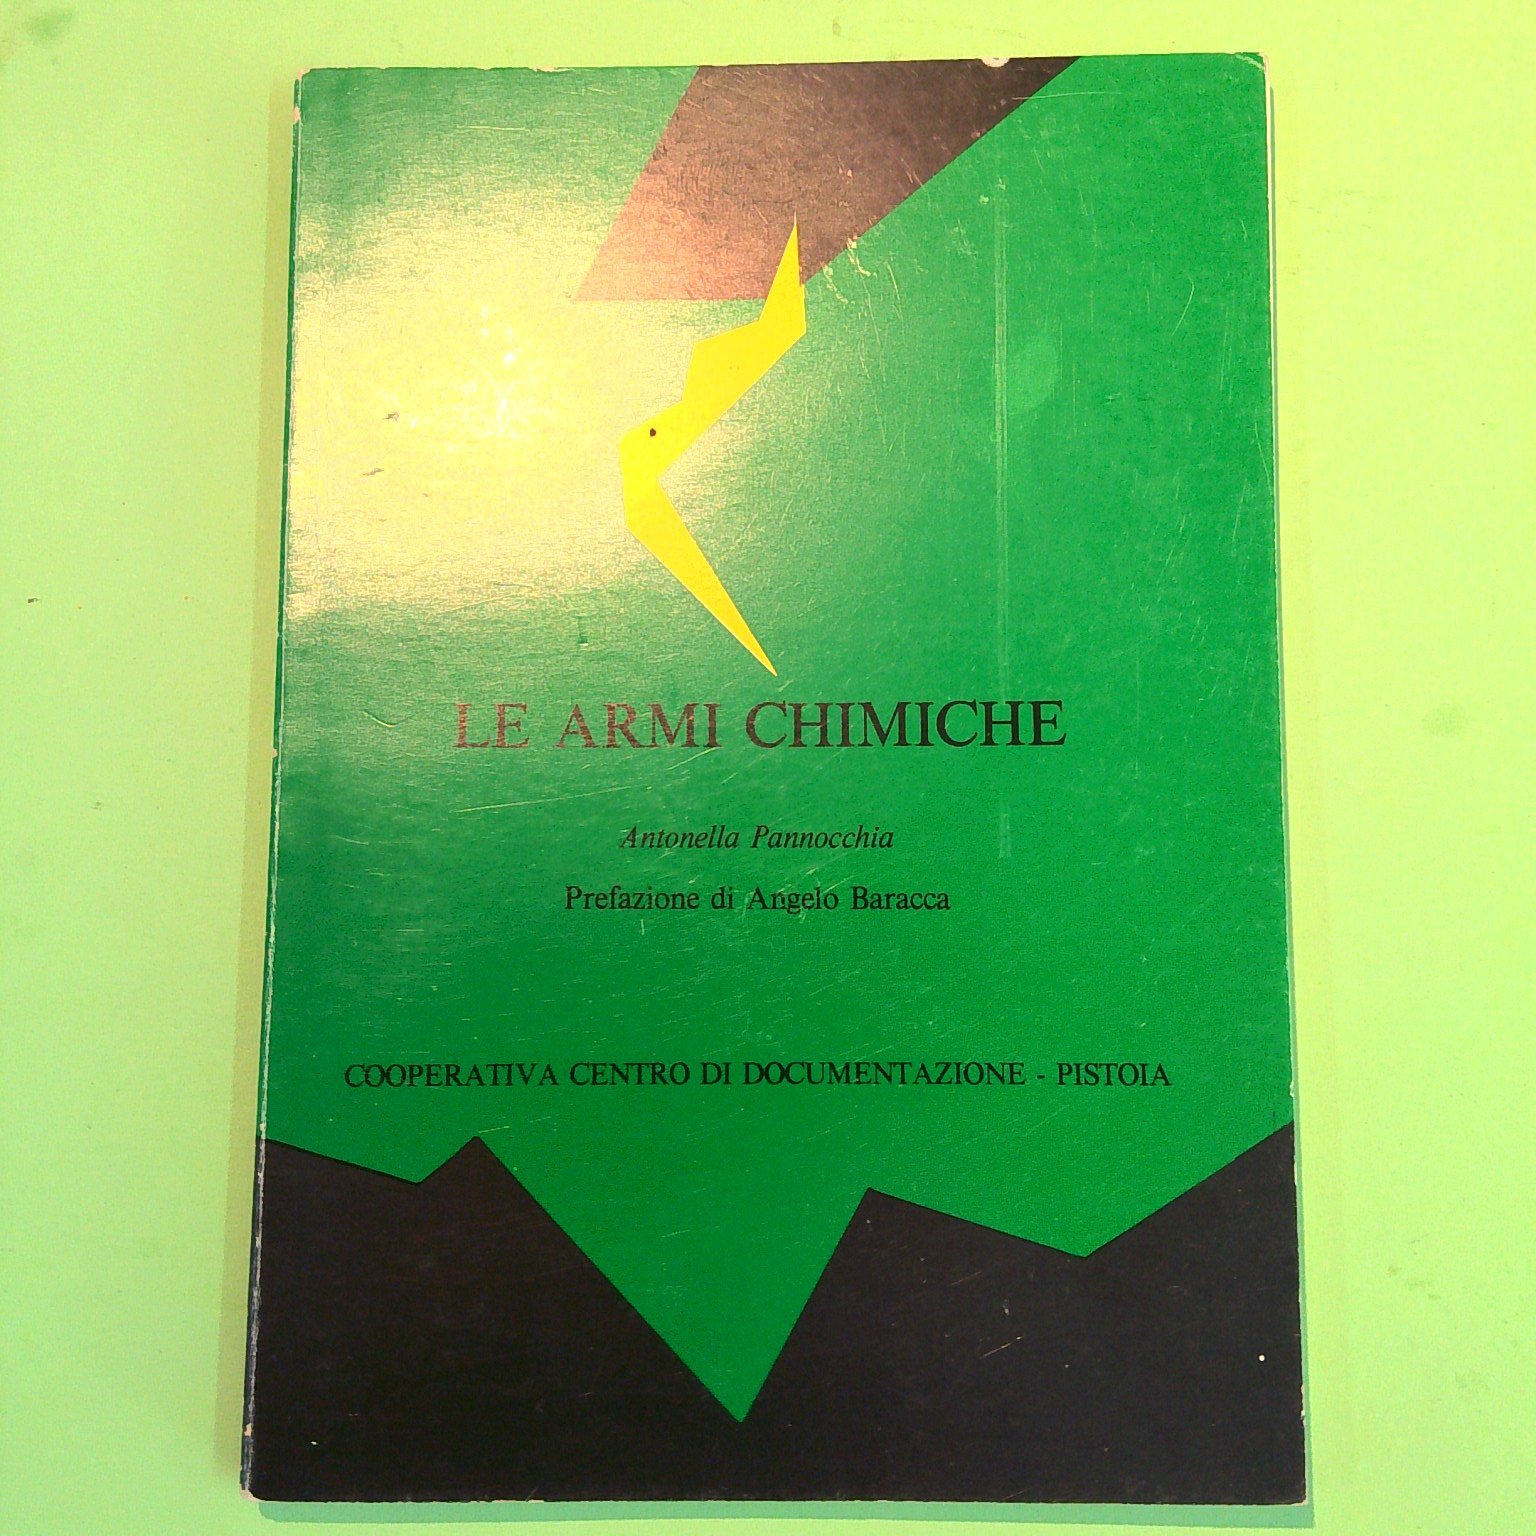 LE ARMI CHIMICHE
Antonella Pannocchia
Prefazione di Angelo Baracca
COOPERATIVA CENTRO DI DOCUMENTAZIONE - PISTOIA